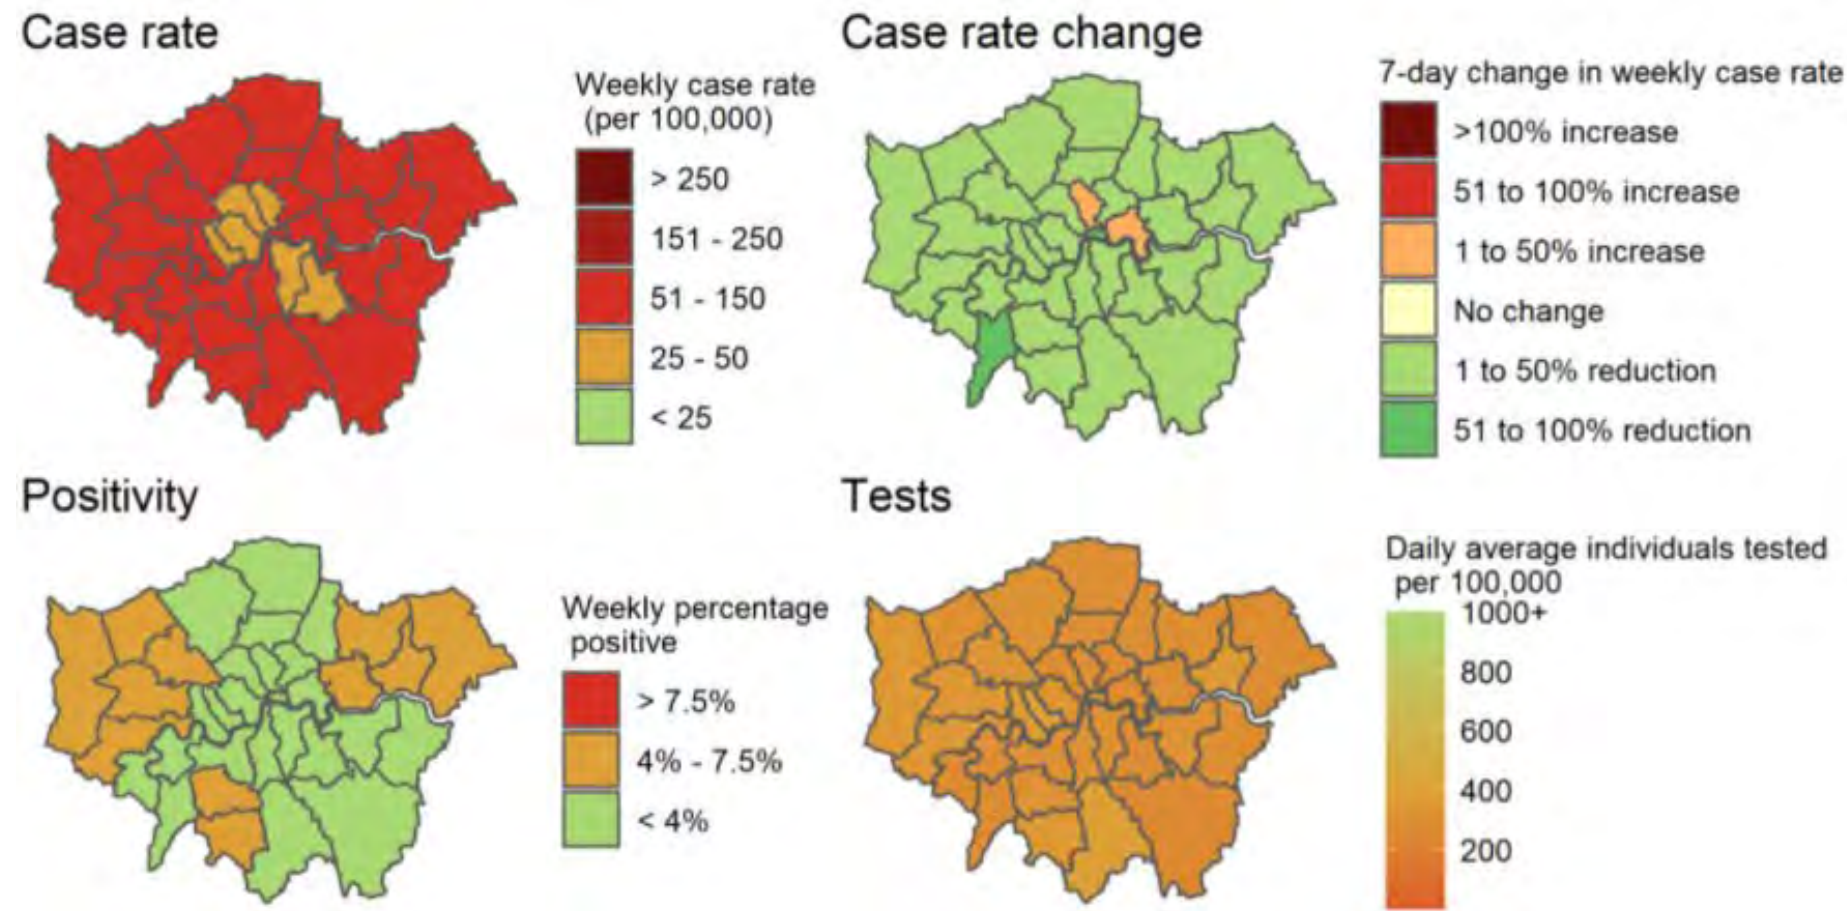 Case rate
Weekly case rate
(per 100,000)
> 250
151 - 250
51 - 150
25 - 50
< 25
Case rate change
7-day change in weekly case rate
>100% increase
51 to 100% increase
1 to 50% increase
No change
1 to 50% reduction
51 to 100% reduction
Positivity
Weekly percentage
positive
> 7.5%
4% - 7.5%
< 4%
Tests
Daily average individuals tested
per 100,000
1000+
800
600
400
200